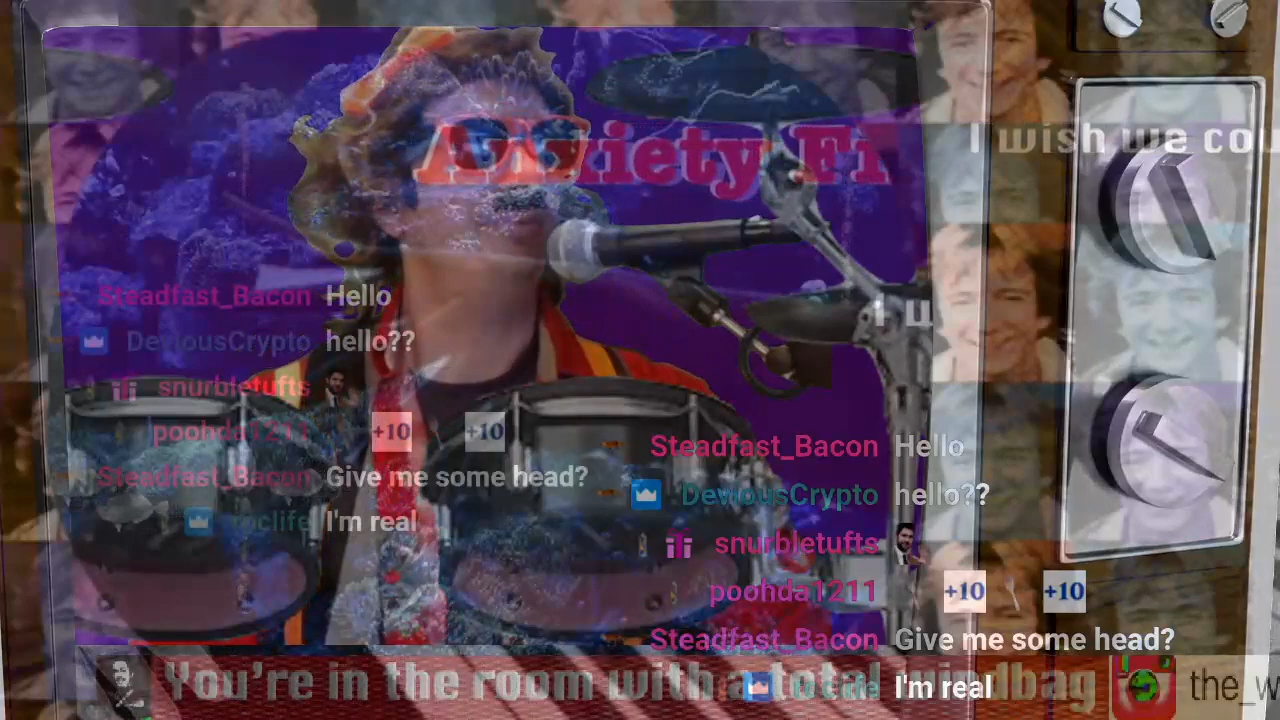 Anxiety Fi
I wish we cou
I u
Steadfast_Bacon Hello
DeviousCrypto hello??
snurbletufts
poohda1211 +10 +10
Steadfast_Bacon Give me some head?
roclife I'm real
Steadfast_Bacon Hello
DeviousCrypto hello??
snurbletufts
poohda1211 +10 +10
Steadfast_Bacon Give me some head?
I'm real
You're in the room with a total windbag
the_w